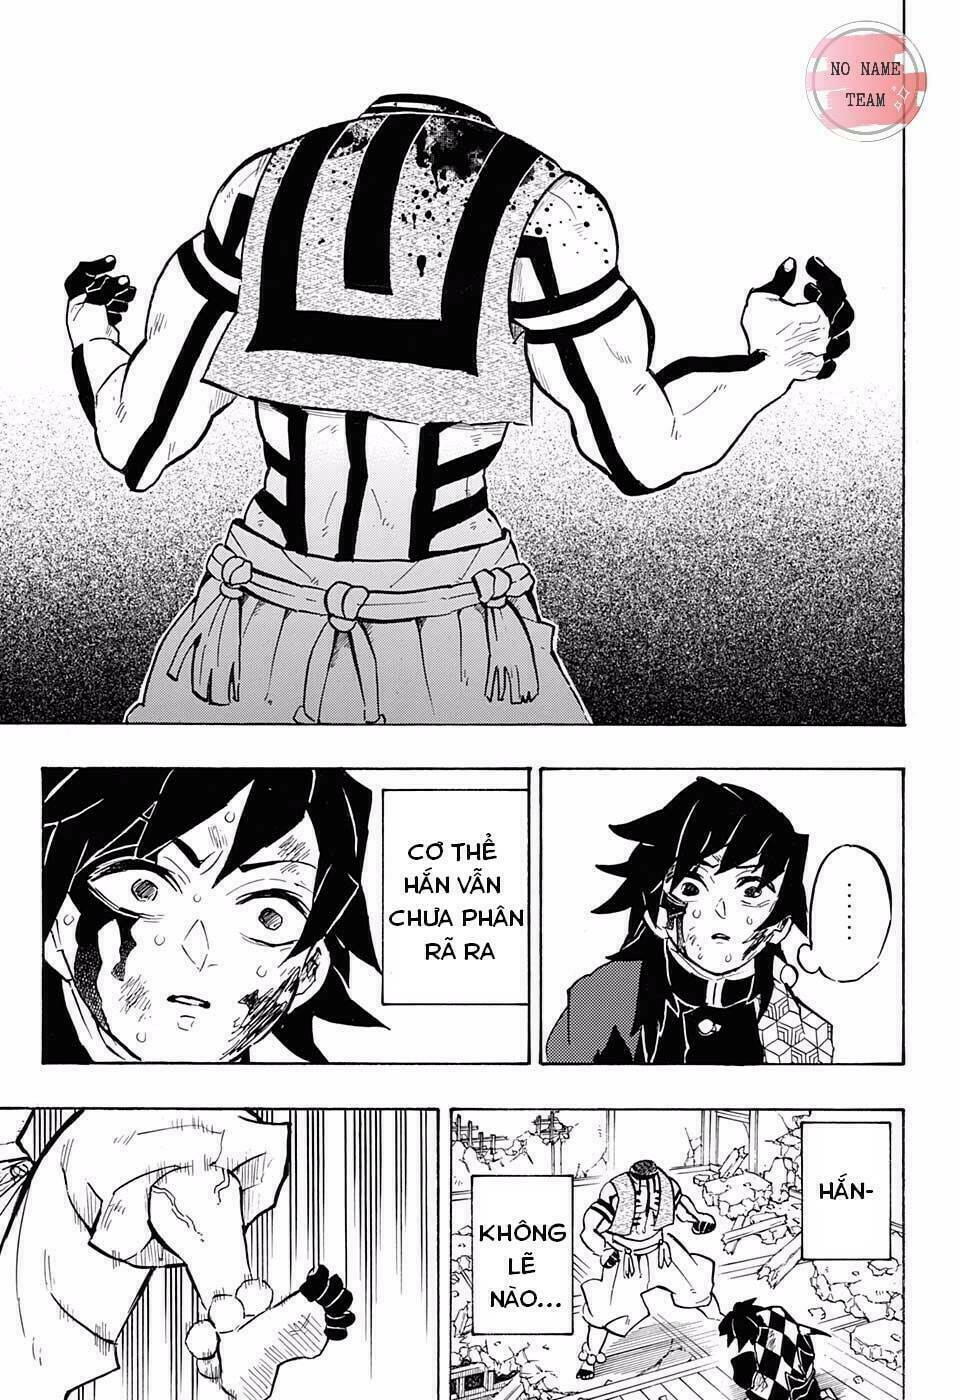 NO NAME
TEAM
......
CƠ THỂ
HẮN VẪN
CHƯA PHÂN
RÃ RA
HẮN-
KHÔNG
LẼ
NÀO...